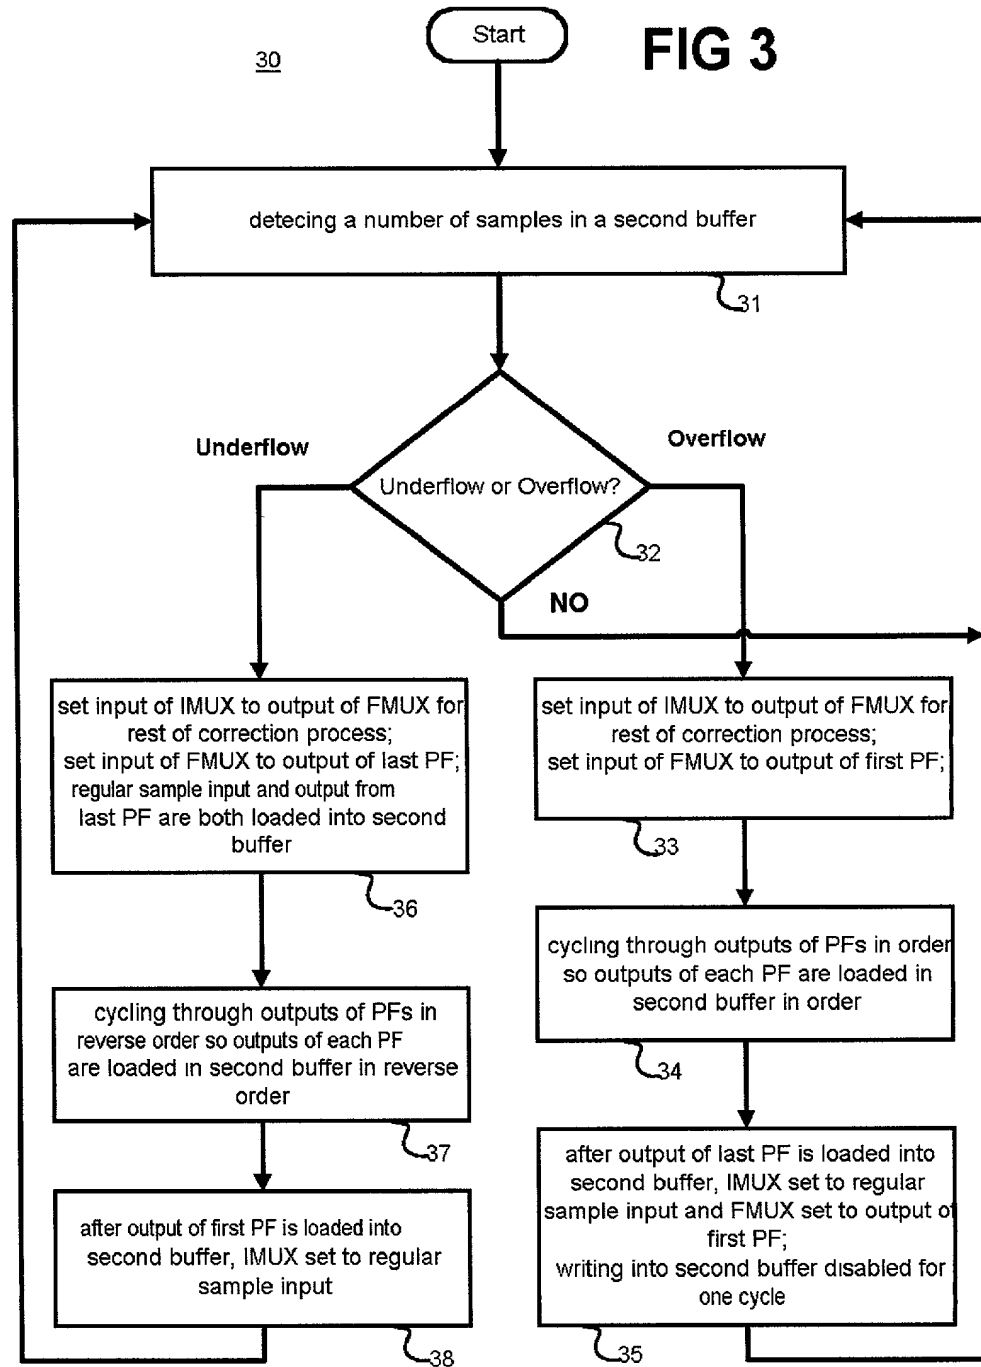 Start
FIG 3
30
detecing a number of samples in a second buffer
31
Underflow
Overflow
Underflow or Overflow?
32
NO
set input of IMUX to output of FMUX for
rest of correction process;
set input of FMUX to output of last PF;
regular sample input and output from
last PF are both loaded into second
buffer
36
set input of IMUX to output of FMUX for
rest of correction process;
set input of FMUX to output of first PF;
33
cycling through outputs of PFs in order
so outputs of each PF are loaded in
second buffer in order
34
cycling through outputs of PFs in
reverse order so outputs of each PF
are loaded in second buffer in reverse
order
37
after output of last PF is loaded into
second buffer, IMUX set to regular
sample input and FMUX set to output of
first PF;
writing into second buffer disabled for
one cycle
35
after output of first PF is loaded into
second buffer, IMUX set to regular
sample input
38